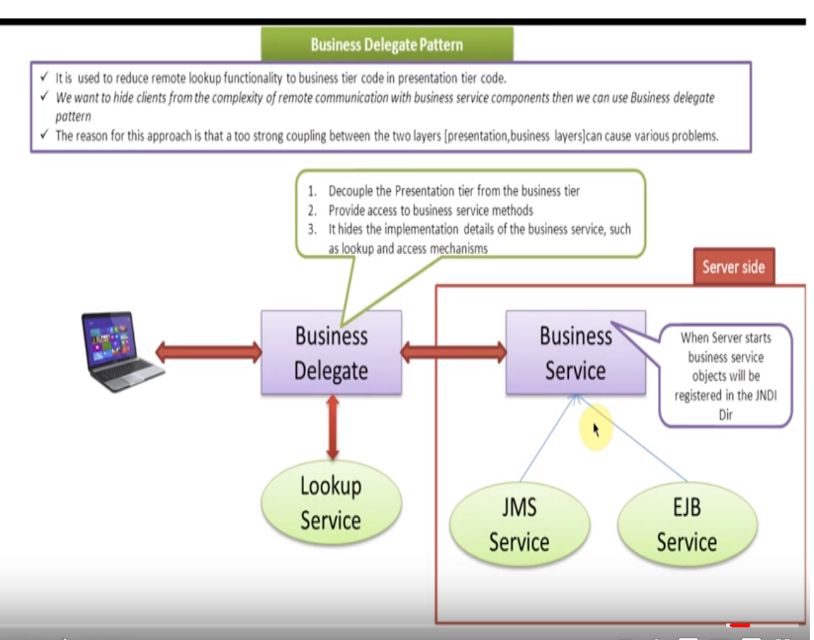 Business Delegate Pattern
✓ It is used to reduce remote lookup functionality to business tier code in presentation tier code.
✓ We want to hide clients from the complexity of remote communication with business service components then we can use Business delegate
pattern
✓ The reason for this approach is that a too strong coupling between the two layers [presentation,business layers]can cause various problems.
1. Decouple the Presentation tier from the business tier
2. Provide access to business service methods
3. It hides the implementation details of the business service, such
as lookup and access mechanisms
Server side
Business
Delegate
Business
Service
When Server starts
business service
objects will be
registered in the JNDI
Dir
Lookup
Service
JMS
Service
EJB
Service